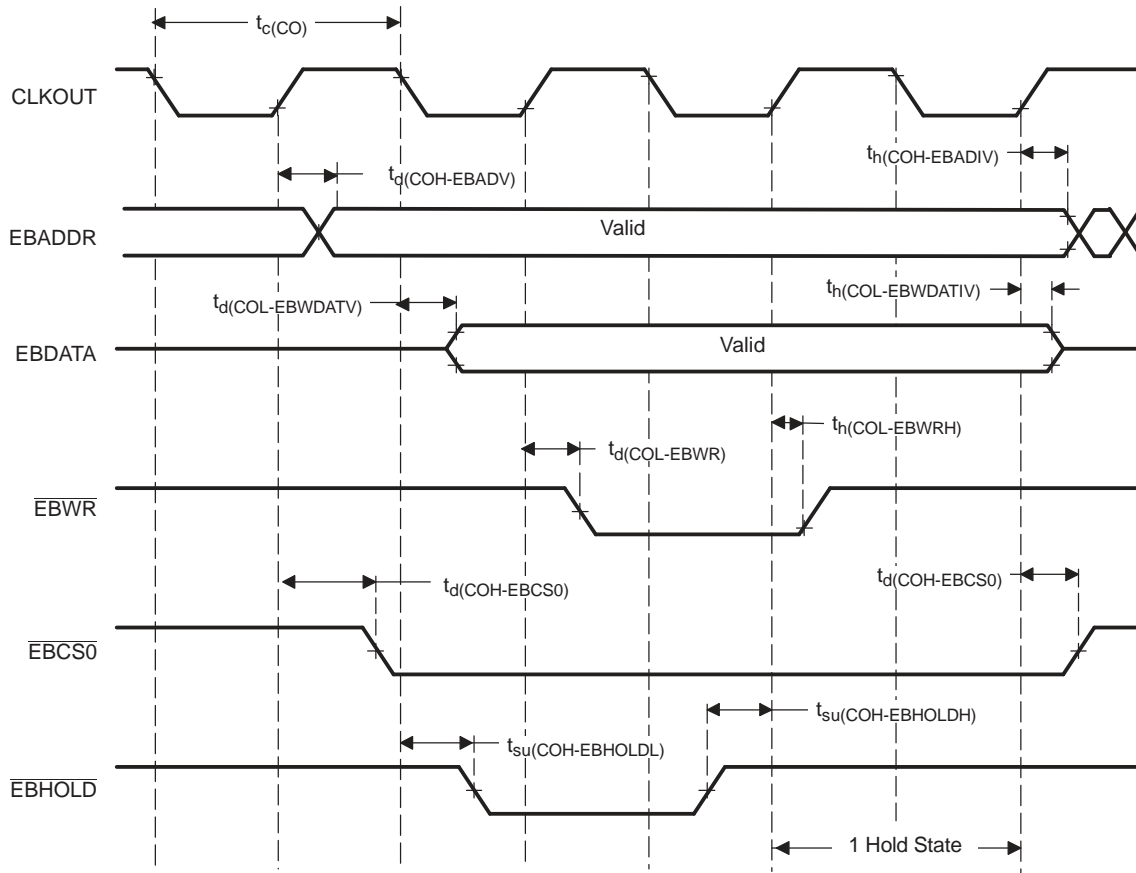 tc(CO)
CLKOUT
th(COH-EBADIV)
td(COH-EBADV)
EBADDR
Valid
td(COL-EBWDATV)
th(COL-EBWDATIV)
EBDATA
Valid
th(COL-EBWRH)
td(COL-EBWR)
EBWR
td(COH-EBCS0)
td(COH-EBCS0)
EBCS0
tsu(COH-EBHOLDH)
tsu(COH-EBHOLDL)
EBHOLD
1 Hold State